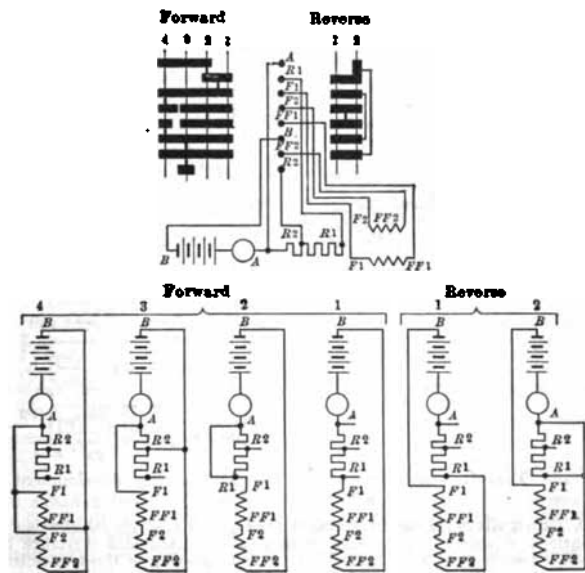 Forward
4 3 2 1
Reverse
1 2
A
R1
F1
F2
FF1
B
FF2
R2
F2 FF2
R2 R1
B A
F1 FF1
Forward
4 3 2 1
Reverse
1 2
B B B B B B
A A A A A A
R2 R2 R2 R2 R2 R2
R1 R1 R1 R1 R1 R1
F1 F1 F1 F1 F1 F1
FF1 FF1 FF1 FF1 FF1 FF1
F2 F2 F2 F2 F2 F2
FF2 FF2 FF2 FF2 FF2 FF2